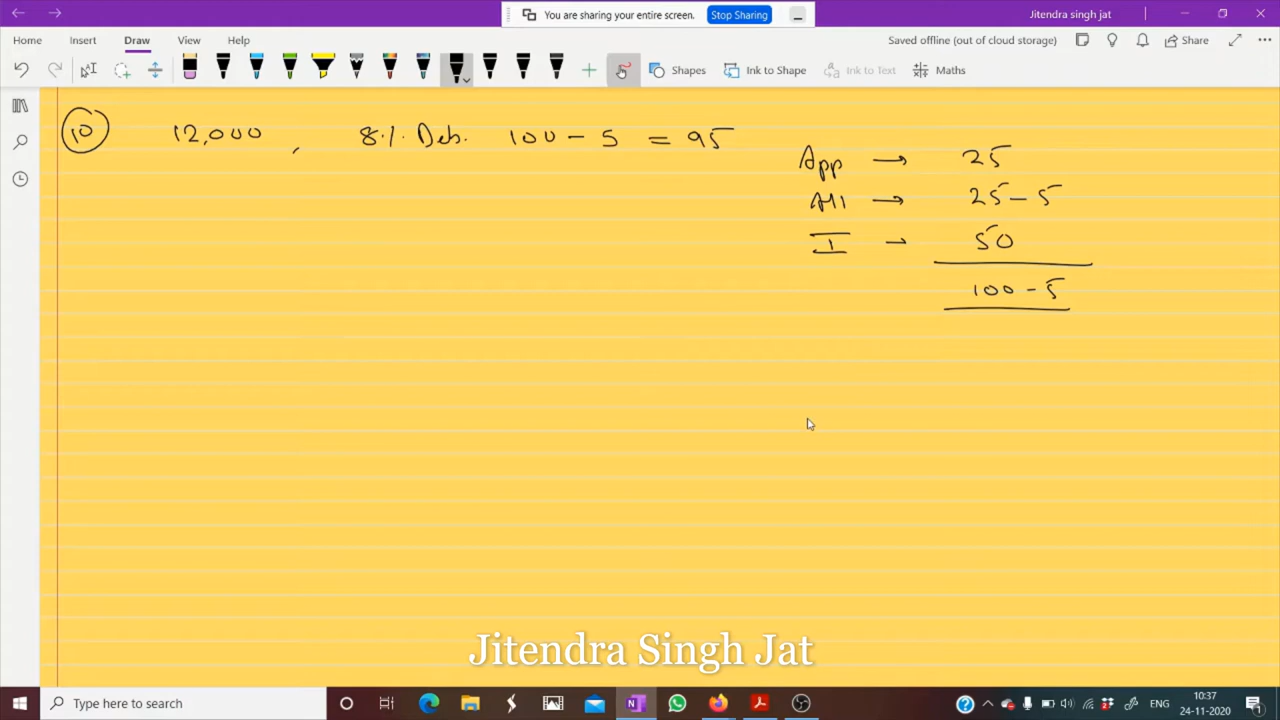 You are sharing your entire screen. Stop Sharing
Jitendra singh jat
Home Insert Draw View Help
Saved offline (out of cloud storage) Share
Shapes Ink to Shape Ink to Text Maths
10 12,000, 8% Deb. 100 - 5 = 95
App → 25
All → 25 - 5
I → 50
100 - 5
Jitendra Singh Jat
Type here to search
ENG
10:37
24-11-2020
1